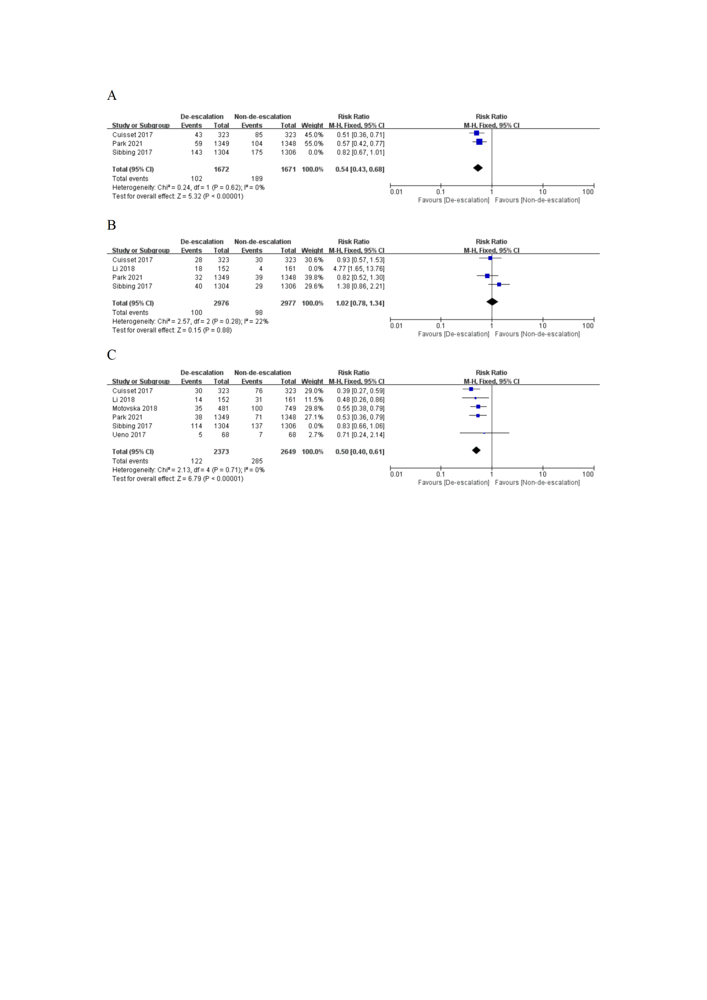 A
De-escalation Non-de-escalation Risk Ratio Risk Ratio
Study or Subgroup Events Total Events Total Weight M-H, Fixed, 95% CI M-H, Fixed, 95% CI
Cuisset 2017 43 323 85 323 45.0% 0.51 [0.36, 0.71]
Park 2021 59 1349 104 1348 55.0% 0.57 [0.42, 0.77]
Sibbing 2017 143 1304 175 1306 0.0% 0.82 [0.67, 1.01]
Total (95% CI) 1672 1671 100.0% 0.54 [0.43, 0.68]
Total events 102 189
Heterogeneity: Chi² = 0.24, df = 1 (P = 0.62); I² = 0%
Test for overall effect: Z = 5.32 (P < 0.00001)
0.01 0.1 1 10 100
Favours [De-escalation] Favours [Non-de-escalation]
B
De-escalation Non-de-escalation Risk Ratio Risk Ratio
Study or Subgroup Events Total Events Total Weight M-H, Fixed, 95% CI M-H, Fixed, 95% CI
Cuisset 2017 28 323 30 323 30.6% 0.93 [0.57, 1.53]
Li 2018 18 152 4 161 0.0% 4.77 [1.65, 13.76]
Park 2021 32 1349 39 1348 39.8% 0.82 [0.52, 1.30]
Sibbing 2017 40 1304 29 1306 29.6% 1.38 [0.86, 2.21]
Total (95% CI) 2976 2977 100.0% 1.02 [0.78, 1.34]
Total events 100 98
Heterogeneity: Chi² = 2.57, df = 2 (P = 0.28); I² = 22%
Test for overall effect: Z = 0.15 (P = 0.88)
0.01 0.1 1 10 100
Favours [De-escalation] Favours [Non-de-escalation]
C
De-escalation Non-de-escalation Risk Ratio Risk Ratio
Study or Subgroup Events Total Events Total Weight M-H, Fixed, 95% CI M-H, Fixed, 95% CI
Cuisset 2017 30 323 76 323 29.0% 0.39 [0.27, 0.59]
Li 2018 14 152 31 161 11.5% 0.48 [0.26, 0.86]
Motovska 2018 35 481 100 749 29.8% 0.55 [0.38, 0.79]
Park 2021 38 1349 71 1348 27.1% 0.53 [0.36, 0.79]
Sibbing 2017 114 1304 137 1306 0.0% 0.83 [0.66, 1.06]
Ueno 2017 5 68 7 68 2.7% 0.71 [0.24, 2.14]
Total (95% CI) 2373 2649 100.0% 0.50 [0.40, 0.61]
Total events 122 285
Heterogeneity: Chi² = 2.13, df = 4 (P = 0.71); I² = 0%
Test for overall effect: Z = 6.79 (P < 0.00001)
0.01 0.1 1 10 100
Favours [De-escalation] Favours [Non-de-escalation]